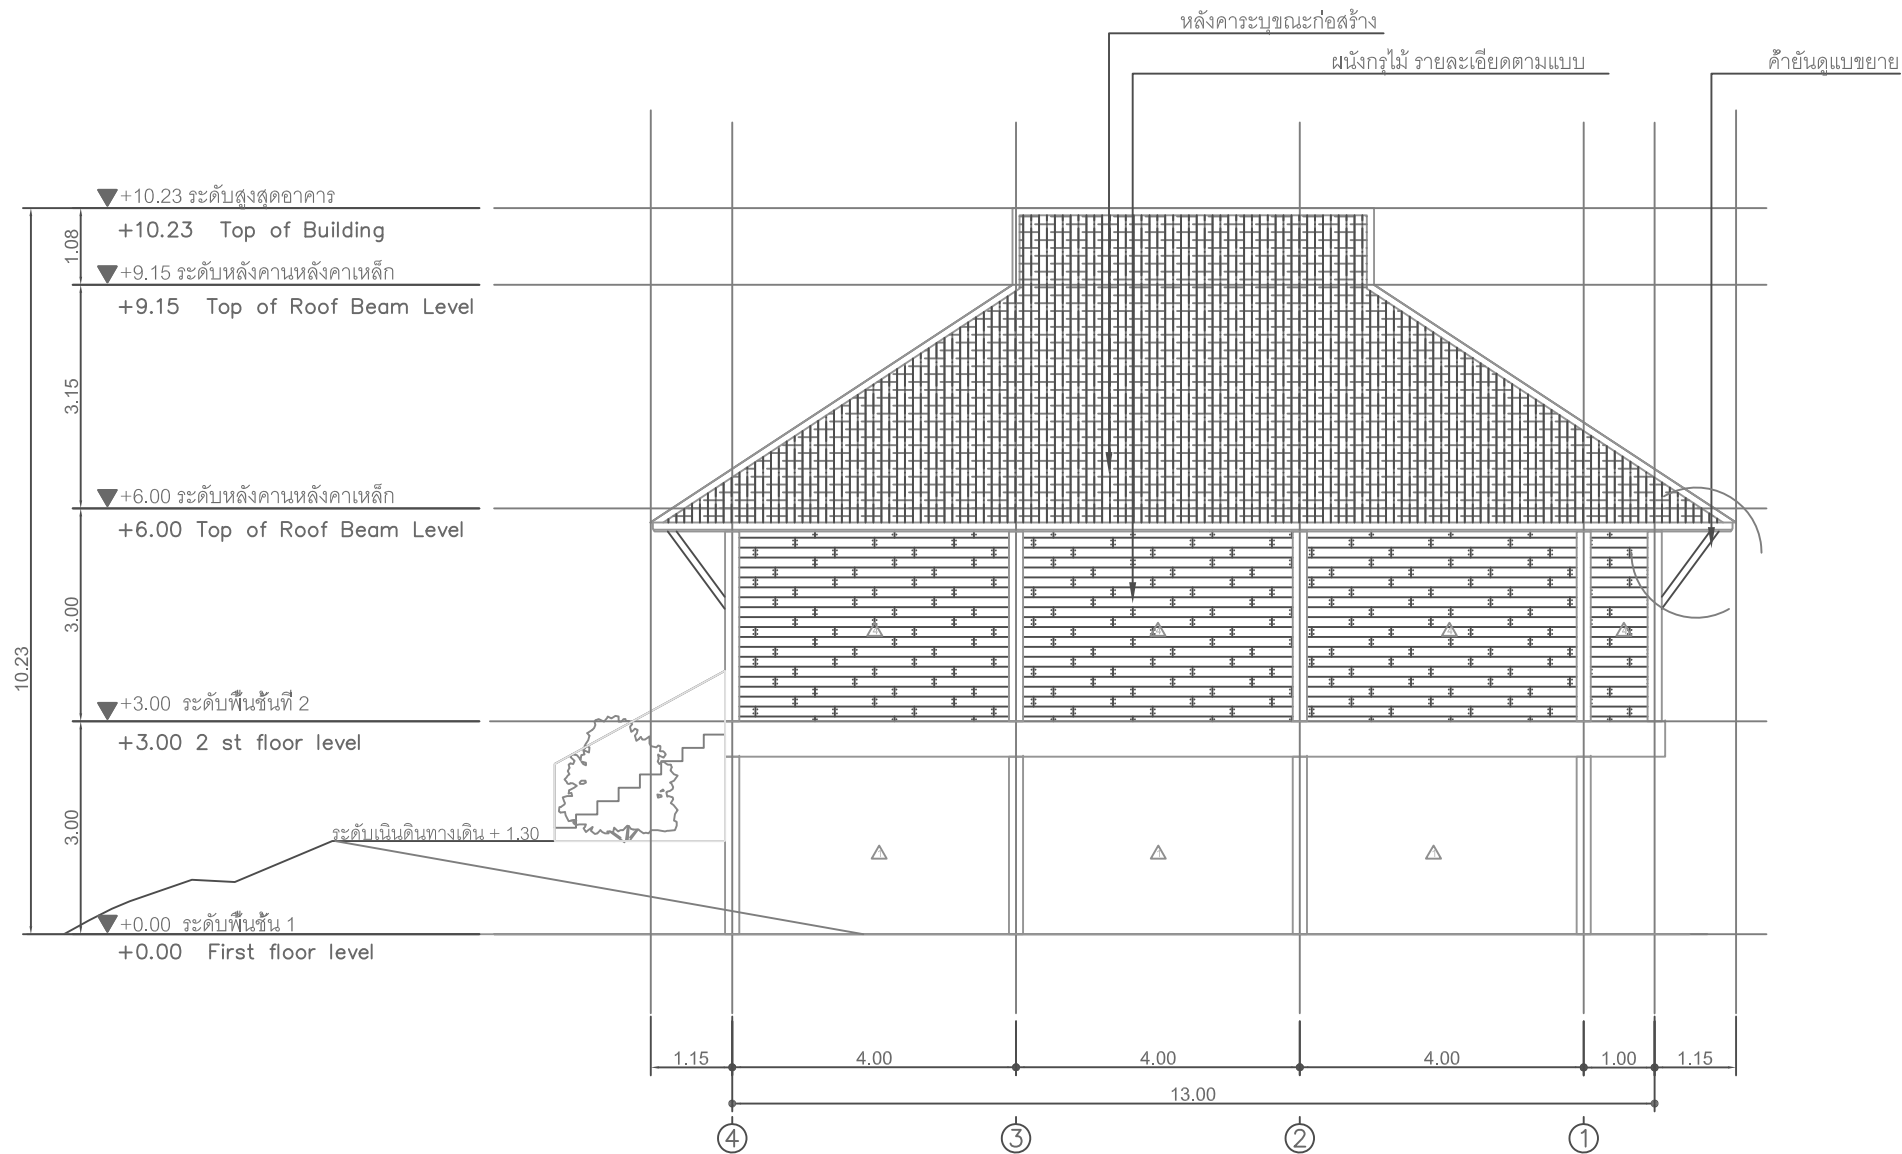 หลังคาระบุขณะก่อสร้าง
ผนังกรุไม้ รายละเอียดตามแบบ
ค้ำยันดูแบขยาย
+10.23 ระดับสูงสุดอาคาร
+10.23 Top of Building
1.08
+9.15 ระดับหลังคานหลังคาเหล็ก
+9.15 Top of Roof Beam Level
3.15
+6.00 ระดับหลังคานหลังคาเหล็ก
+6.00 Top of Roof Beam Level
3.00
10.23
+3.00 ระดับพื้นชั้นที่ 2
+3.00 2 st floor level
3.00
ระดับเนินดินทางเดิน + 1.30
+0.00 ระดับพื้นชั้น 1
+0.00 First floor level
1.15 4.00 4.00 4.00 1.00 1.15
13.00
4 3 2 1